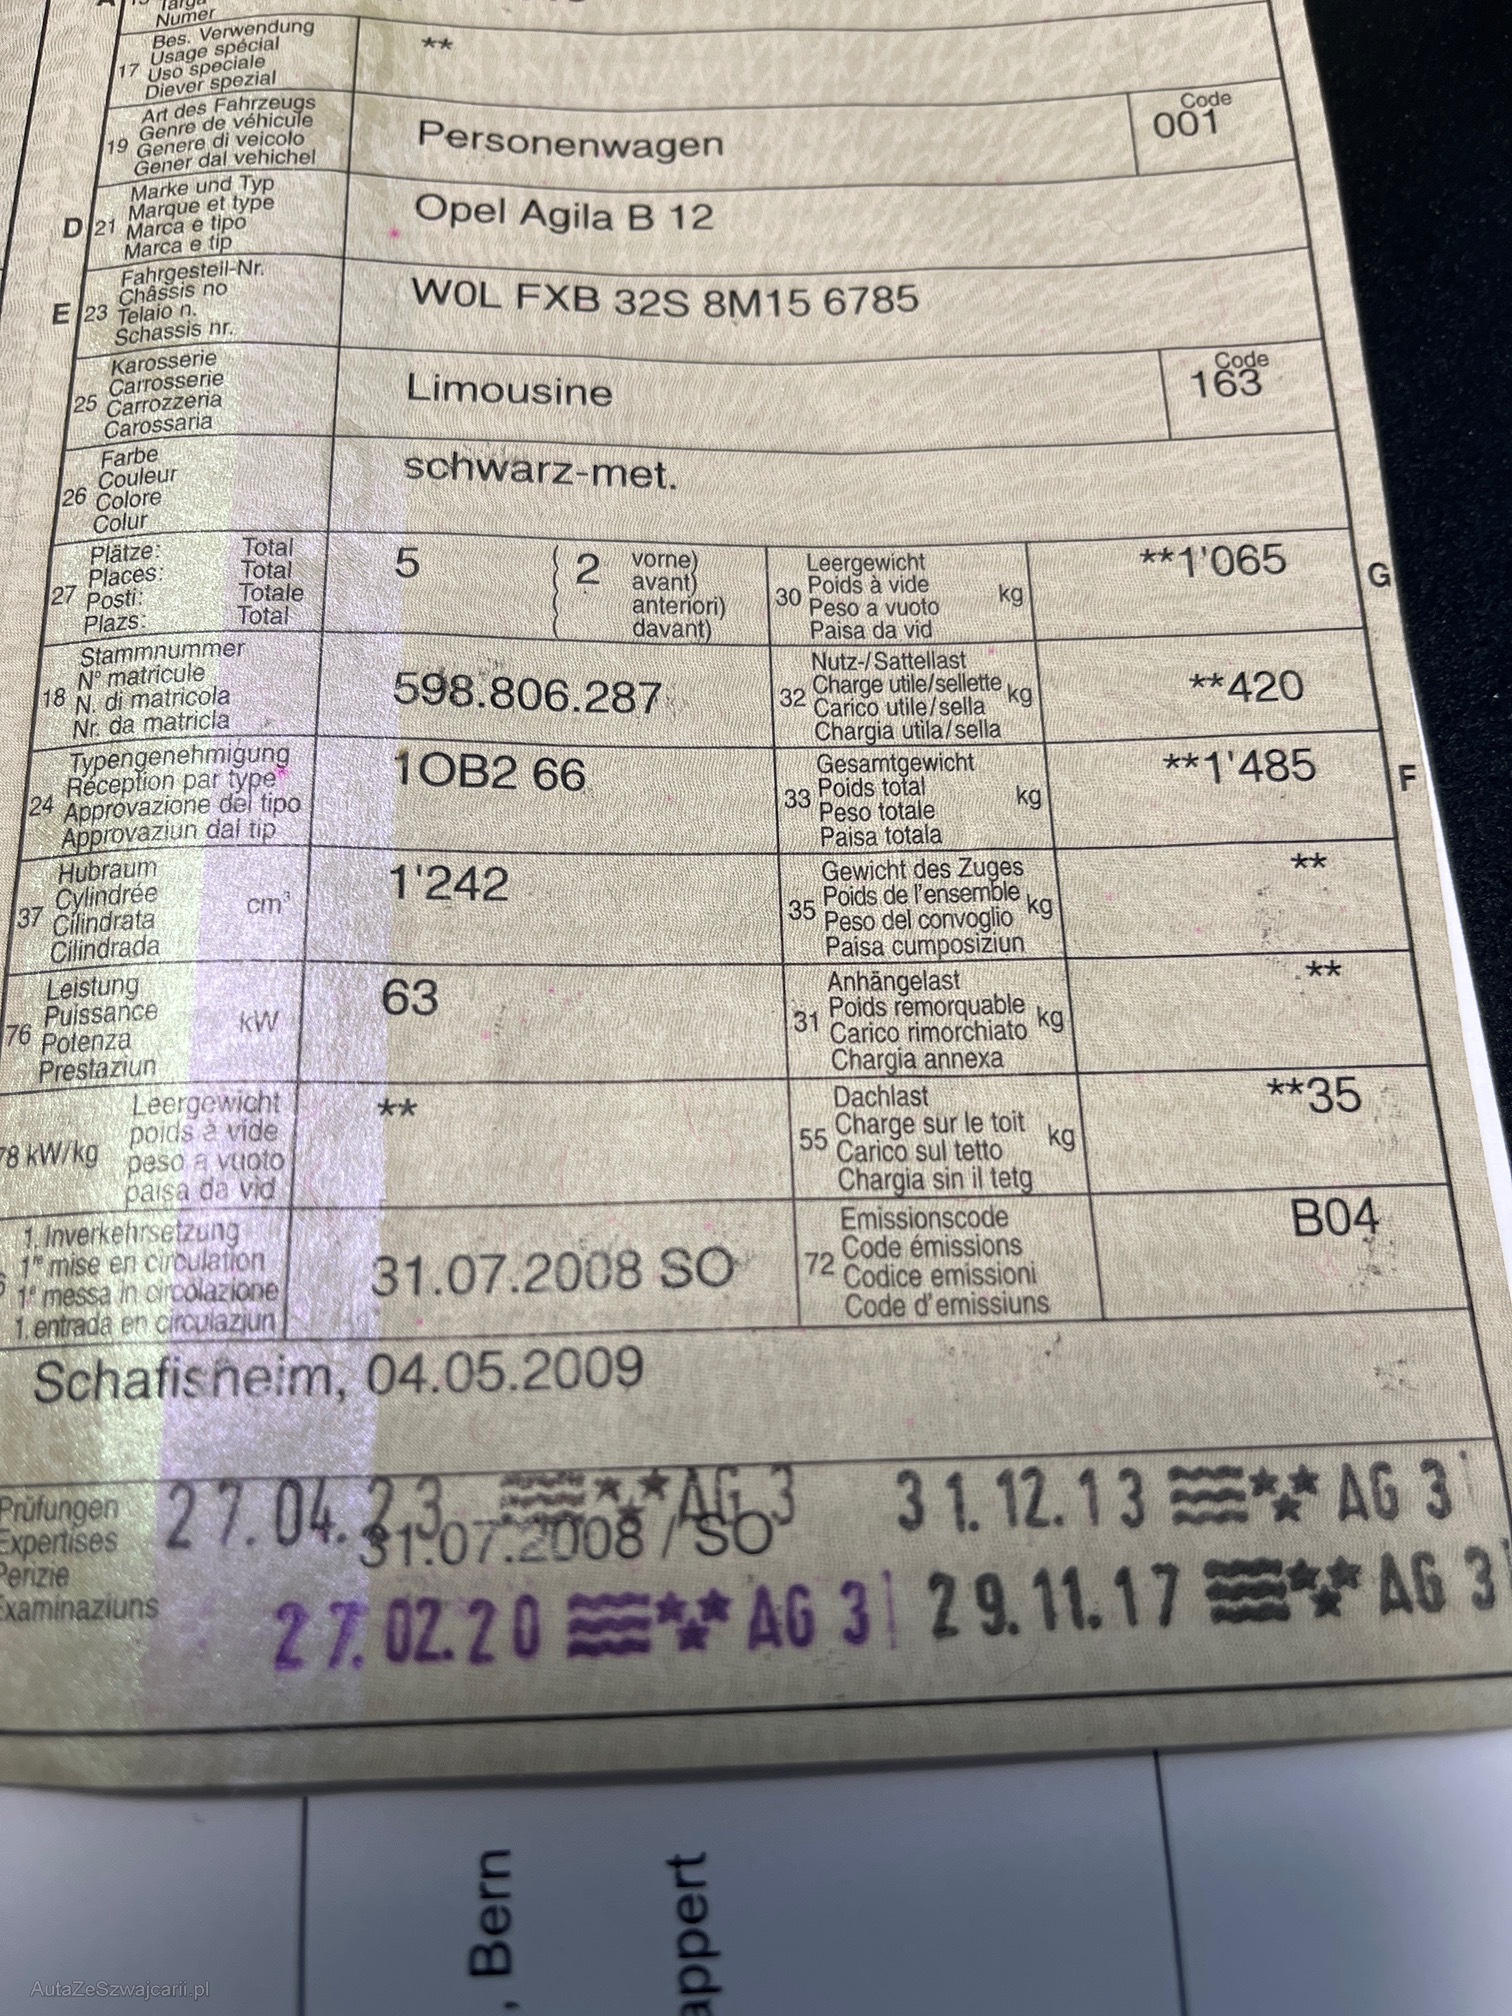 Numer
17
Bes. Verwendung
Usage spécial
Uso speciale
Diever spezial
**
19
Art des Fahrzeugs
Genre de véhicule
Genere di veicolo
Gener dal vehichel
Personenwagen
Code
001
D 21
Marke und Typ
Marque et type
Marca e tipo
Marca e tip
Opel Agila B 12
E 23
Fahrgestell-Nr.
Châssis no
Telaio n.
Schassis nr.
W0L FXB 32S 8M15 6785
25
Karosserie
Carrosserie
Carrozzeria
Carossaria
Limousine
Code
163
26
Farbe
Couleur
Colore
Colur
schwarz-met.
27
Plätze: Total
Places: Total
Posti: Totale
Plazs: Total
5
( 2 vorne)
( avant)
( anteriori)
( davant)
30
Leergewicht
Poids à vide
Peso a vuoto
Paisa da vid
kg
**1'065
G
18
Stammnummer
N° matricule
N. di matricola
Nr. da matricla
598.806.287
32
Nutz-/Sattellast
Charge utile/sellette
Carico utile/sella
Chargia utila/sella
kg
**420
24
Typengenehmigung
Réception par type
Approvazione del tipo
Approvaziun dal tip
1OB2 66
33
Gesamtgewicht
Poids total
Peso totale
Paisa totala
kg
**1'485
F
37
Hubraum
Cylindrée
Cilindrata
Cilindrada
cm³
1'242
35
Gewicht des Zuges
Poids de l'ensemble
Peso del convoglio
Paisa cumposiziun
kg
**
76
Leistung
Puissance
Potenza
Prestaziun
kW
63
31
Anhängelast
Poids remorquable
Carico rimorchiato
Chargia annexa
kg
**
78 kW/kg
Leergewicht
poids à vide
peso a vuoto
paisa da vid
**
55
Dachlast
Charge sur le toit
Carico sul tetto
Chargia sin il tetg
kg
**35
1. Inverkehrsetzung
1re mise en circulation
1a messa in circolazione
1. entrada en circulaziun
31.07.2008 SO
72
Emissionscode
Code émissions
Codice emissioni
Code d'emissiuns
B04
Schafisheim, 04.05.2009
Prüfungen
Expertises
Perizie
Examinaziuns
27.04.23 AG 3
31.12.13 AG 3
31.07.2008 / SO
27.02.20 AG 3
29.11.17 AG 3
, Bern
appert
AutaZeSzwajcarii.pl